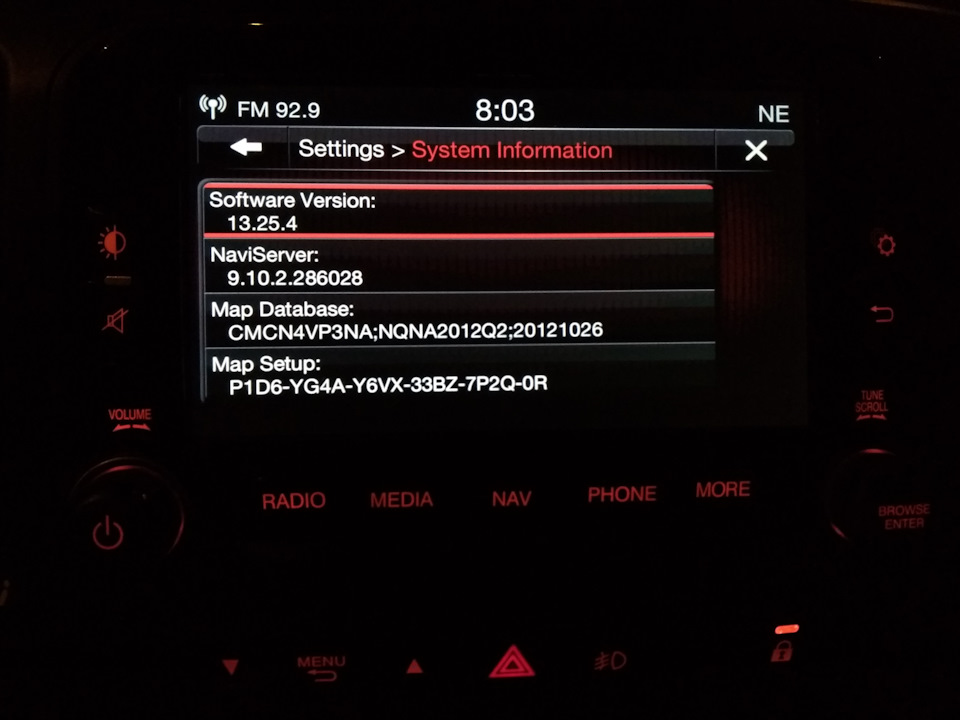 FM 92.9
8:03
NE
Settings > System Information
Software Version:
13.25.4
NaviServer:
9.10.2.286028
Map Database:
CMCN4VP3NA;NQNA2012Q2;20121026
Map Setup:
P1D6-YG4A-Y6VX-33BZ-7P2Q-0R
VOLUME
TUNE
SCROLL
RADIO
MEDIA
NAV
PHONE
MORE
BROWSE
ENTER
MENU